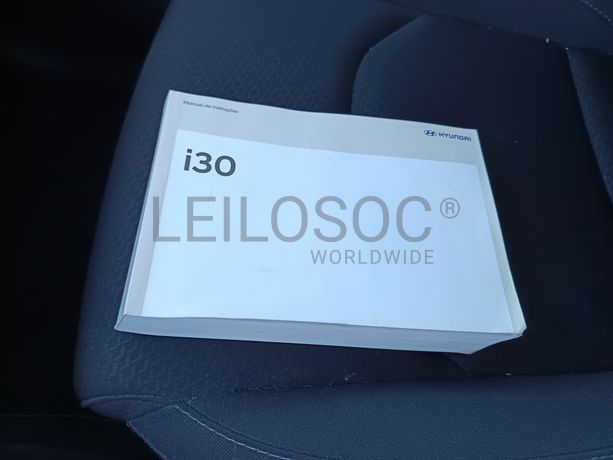 Manual de Instruções
HYUNDAI
i30
LEILOSOC®
WORLDWIDE